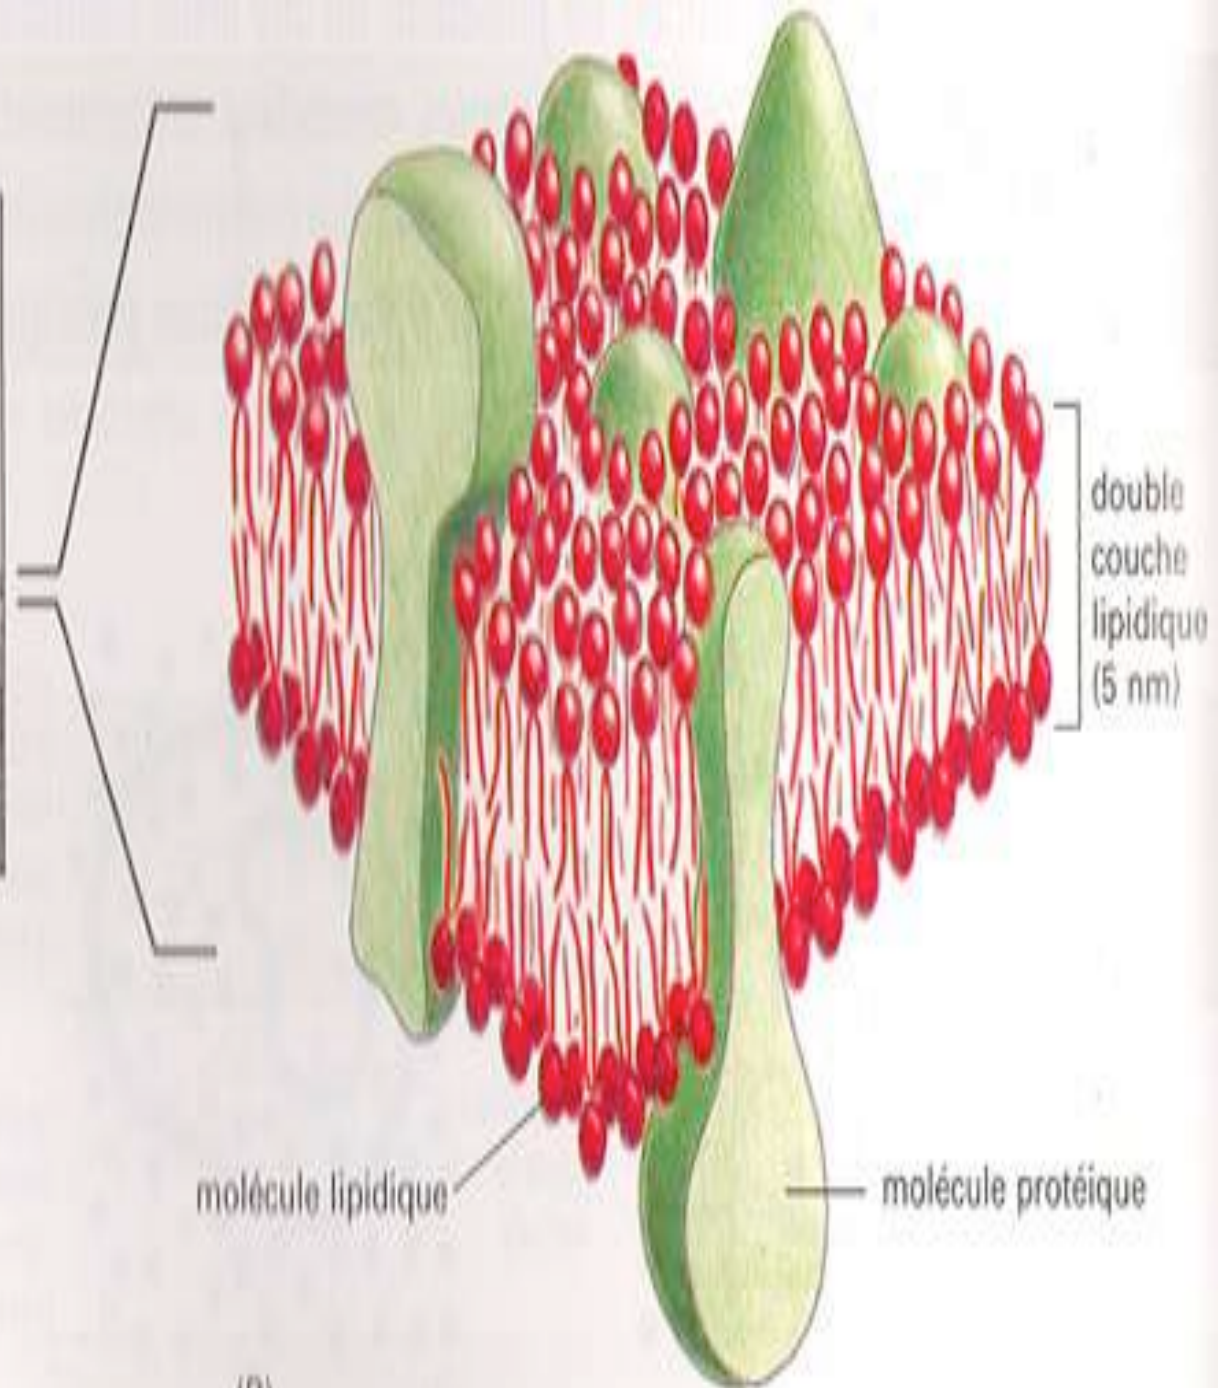 double
couche
lipidique
(5 nm)
molécule lipidique
molécule protéique